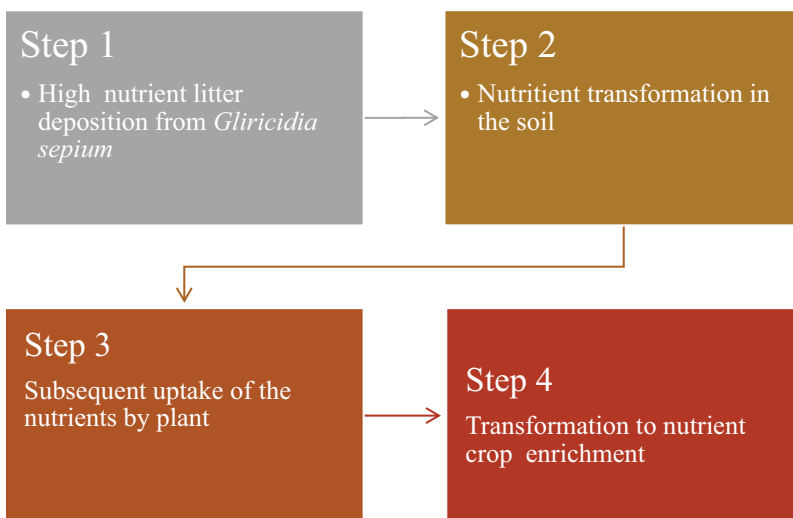 Step 1
• High nutrient litter
deposition from Gliricidia
sepium
Step 2
• Nutritient transformation in
the soil
Step 3
Subsequent uptake of the
nutrients by plant
Step 4
Transformation to nutrient
crop enrichment